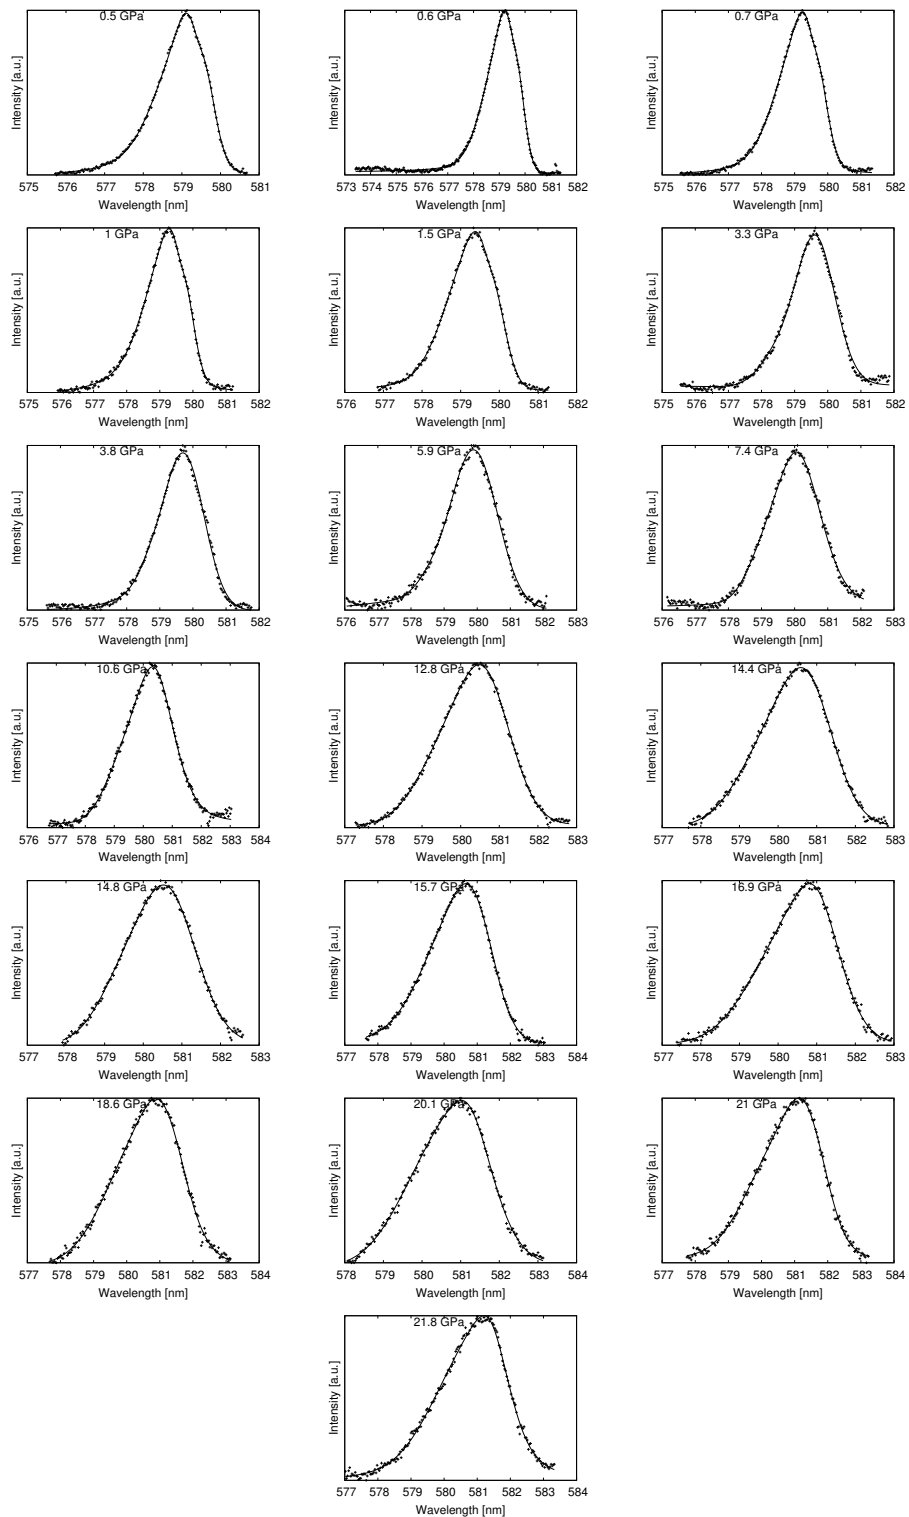 0.5 GPa
Intensity [a.u.]
575 576 577 578 579 580 581
Wavelength [nm]
0.6 GPa
Intensity [a.u.]
573 574 575 576 577 578 579 580 581 582
Wavelength [nm]
0.7 GPa
Intensity [a.u.]
575 576 577 578 579 580 581 582
Wavelength [nm]
1 GPa
Intensity [a.u.]
575 576 577 578 579 580 581 582
Wavelength [nm]
1.5 GPa
Intensity [a.u.]
576 577 578 579 580 581 582
Wavelength [nm]
3.3 GPa
Intensity [a.u.]
575 576 577 578 579 580 581 582
Wavelength [nm]
3.8 GPa
Intensity [a.u.]
575 576 577 578 579 580 581 582
Wavelength [nm]
5.9 GPa
Intensity [a.u.]
576 577 578 579 580 581 582 583
Wavelength [nm]
7.4 GPa
Intensity [a.u.]
576 577 578 579 580 581 582 583
Wavelength [nm]
10.6 GPa
Intensity [a.u.]
576 577 578 579 580 581 582 583 584
Wavelength [nm]
12.8 GPa
Intensity [a.u.]
577 578 579 580 581 582 583
Wavelength [nm]
14.4 GPa
Intensity [a.u.]
577 578 579 580 581 582 583
Wavelength [nm]
14.8 GPa
Intensity [a.u.]
577 578 579 580 581 582 583
Wavelength [nm]
15.7 GPa
Intensity [a.u.]
577 578 579 580 581 582 583 584
Wavelength [nm]
16.9 GPa
Intensity [a.u.]
577 578 579 580 581 582 583
Wavelength [nm]
18.6 GPa
Intensity [a.u.]
577 578 579 580 581 582 583 584
Wavelength [nm]
20.1 GPa
Intensity [a.u.]
578 579 580 581 582 583 584
Wavelength [nm]
21 GPa
Intensity [a.u.]
577 578 579 580 581 582 583 584
Wavelength [nm]
21.8 GPa
Intensity [a.u.]
577 578 579 580 581 582 583 584
Wavelength [nm]